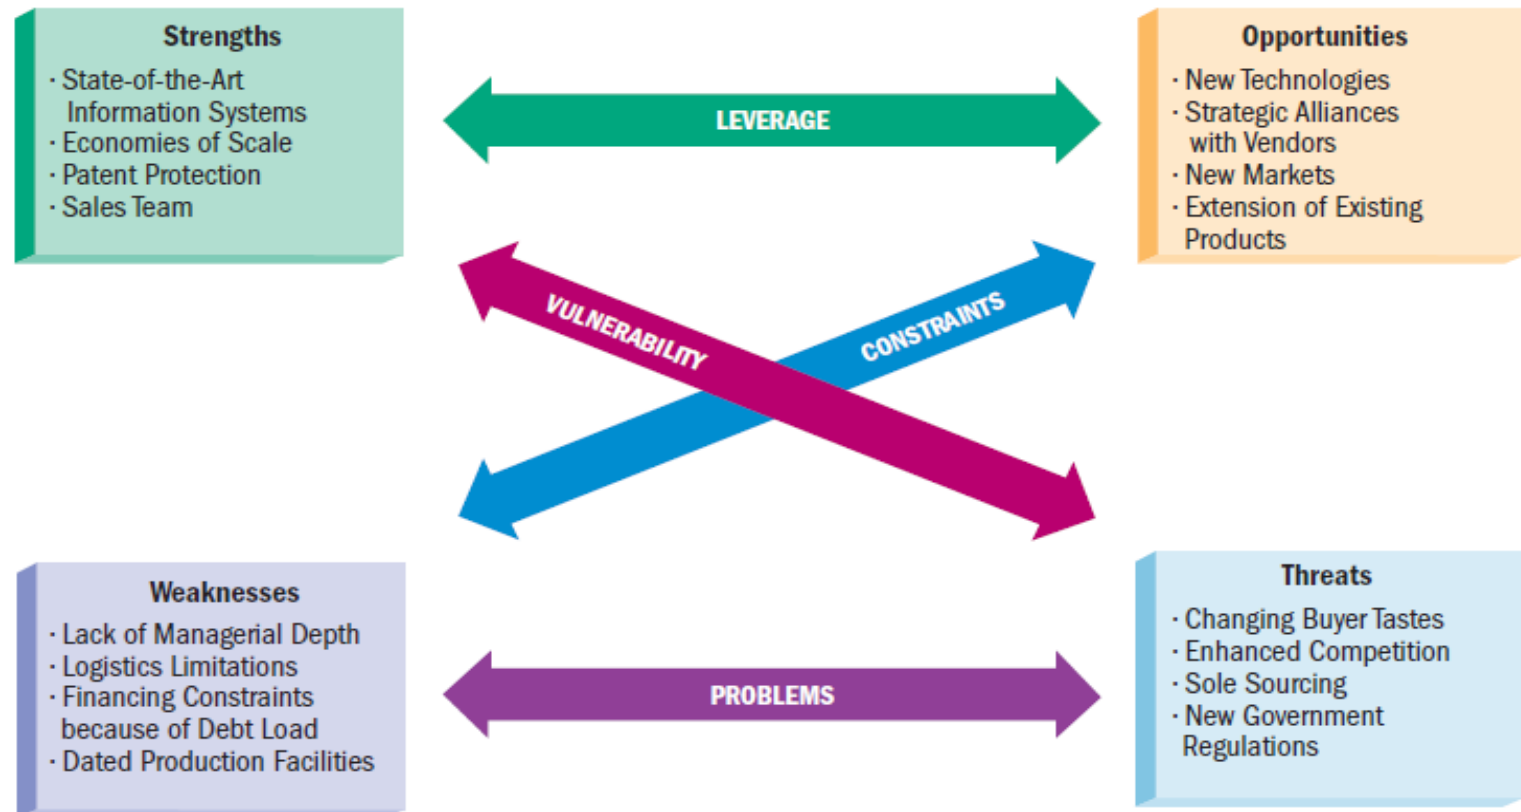 Strengths
· State-of-the-Art
Information Systems
· Economies of Scale
· Patent Protection
· Sales Team
LEVERAGE
Opportunities
· New Technologies
· Strategic Alliances
with Vendors
· New Markets
· Extension of Existing
Products
VULNERABILITY
CONSTRAINTS
Weaknesses
· Lack of Managerial Depth
· Logistics Limitations
· Financing Constraints
because of Debt Load
· Dated Production Facilities
PROBLEMS
Threats
· Changing Buyer Tastes
· Enhanced Competition
· Sole Sourcing
· New Government
Regulations